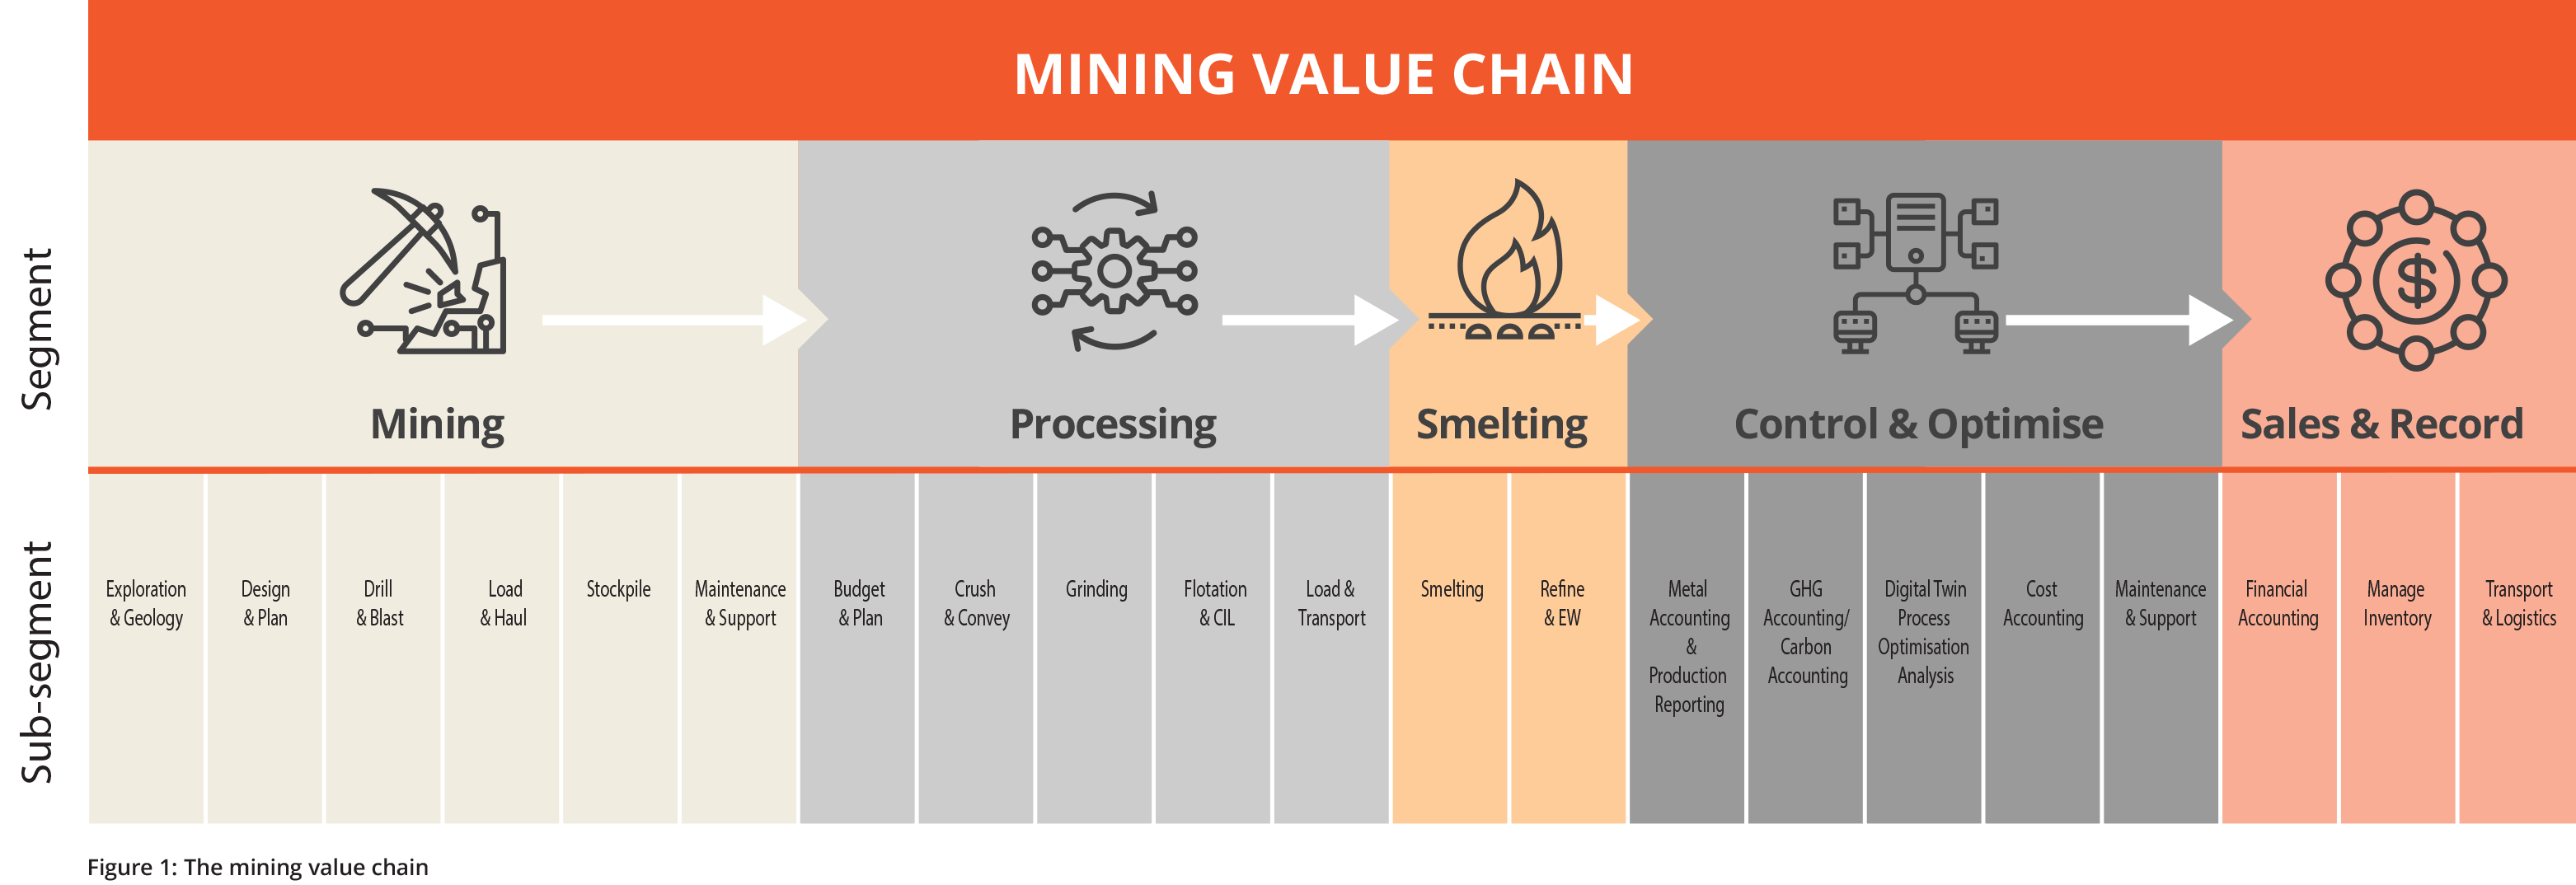 MINING VALUE CHAIN
Segment
Mining
Processing
Smelting
Control & Optimise
Sales & Record
Sub-segment
Exploration
& Geology
Design
& Plan
Drill
& Blast
Load
& Haul
Stockpile
Maintenance
& Support
Budget
& Plan
Crush
& Convey
Grinding
Flotation
& CIL
Load &
Transport
Smelting
Refine
& EW
Metal
Accounting
&
Production
Reporting
GHG
Accounting/
Carbon
Accounting
Digital Twin
Process
Optimisation
Analysis
Cost
Accounting
Maintenance
& Support
Financial
Accounting
Manage
Inventory
Transport
& Logistics
Figure 1: The mining value chain